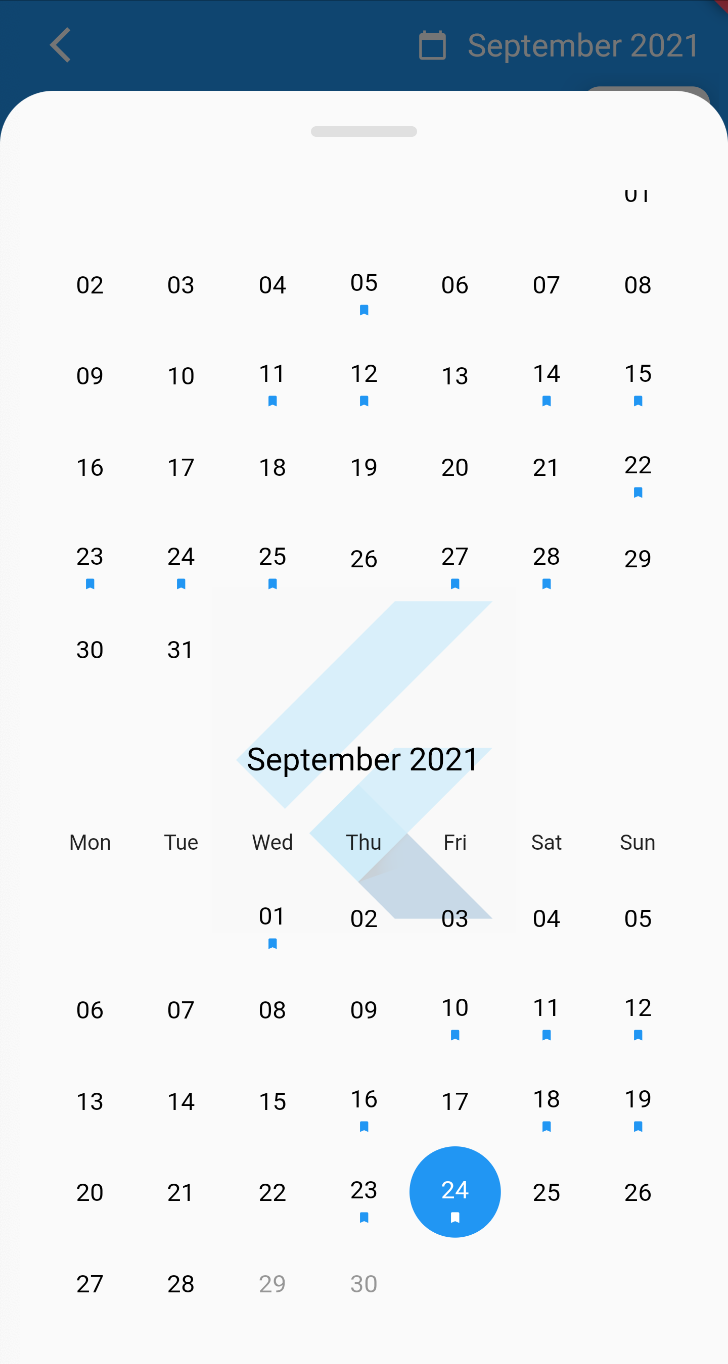 September 2021
01
02 03 04 05 06 07 08
09 10 11 12 13 14 15
16 17 18 19 20 21 22
23 24 25 26 27 28 29
30 31
September 2021
Mon Tue Wed Thu Fri Sat Sun
01 02 03 04 05
06 07 08 09 10 11 12
13 14 15 16 17 18 19
20 21 22 23 24 25 26
27 28 29 30